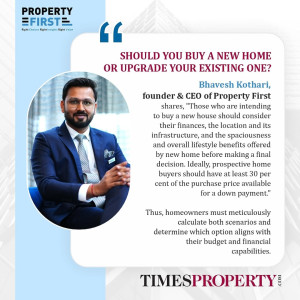 PROPERTY
FIRST
“
SHOULD YOU BUY A NEW HOME
OR UPGRADE YOUR EXISTING ONE?
Bhavesh Kothari,
founder & CEO of Property First
shares, "Those who are intending
to buy a new house should consider
their finances, the location and its
infrastructure, and the spaciousness
and overall lifestyle benefits offered
by new home before making a final
decision. Ideally, prospective home
buyers should have at least 30 per
cent of the purchase price available
for a down payment."
Thus, homeowners must meticulously
calculate both scenarios and
determine which option aligns with
their budget and financial
capabilities.
TIMESPROPERTY.com